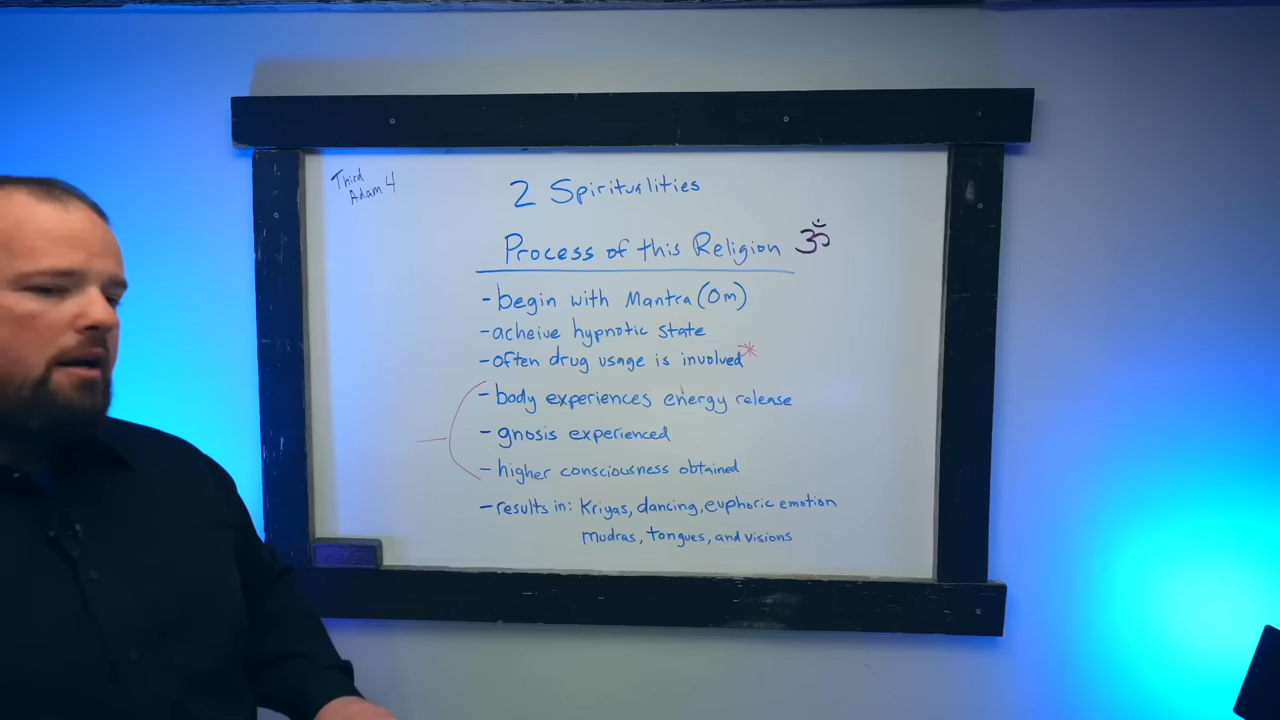 Third
Adam 4
2 Spiritualities
Process of this Religion ॐ
- begin with Mantra (Om)
- acheive hypnotic state
- often drug usage is involved*
- body experiences energy release
- gnosis experienced
- higher consciousness obtained
- results in: Kriyas, dancing, euphoric emotion
mudras, tongues, and visions